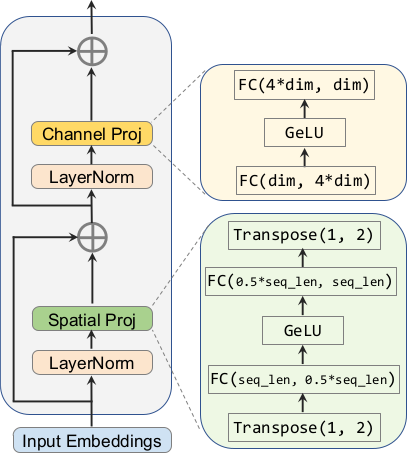 Channel Proj
LayerNorm
Spatial Proj
LayerNorm
Input Embeddings
FC(4*dim, dim)
GeLU
FC(dim, 4*dim)
Transpose(1, 2)
FC(0.5*seq_len, seq_len)
GeLU
FC(seq_len, 0.5*seq_len)
Transpose(1, 2)